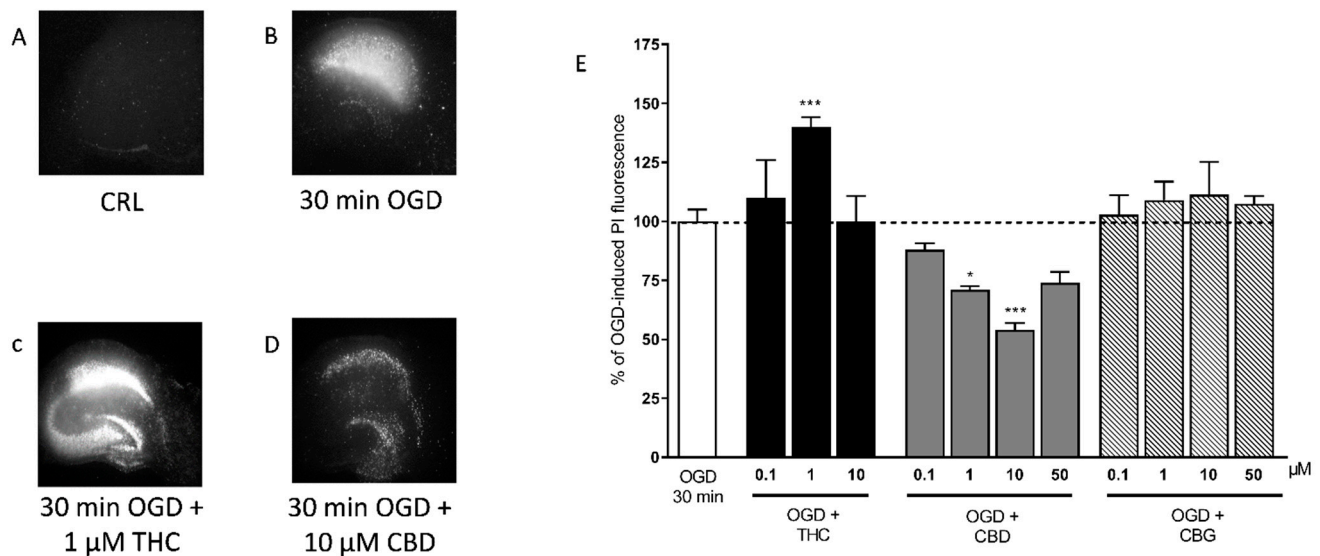 A
B
CRL
30 min OGD
c
D
30 min OGD +
1 µM THC
30 min OGD +
10 µM CBD
E
% of OGD-induced PI fluorescence
175
150
125
100
75
50
25
0
***
*
***
OGD
30 min
0.1 1 10
0.1 1 10 50
0.1 1 10 50
µM
OGD +
THC
OGD +
CBD
OGD +
CBG